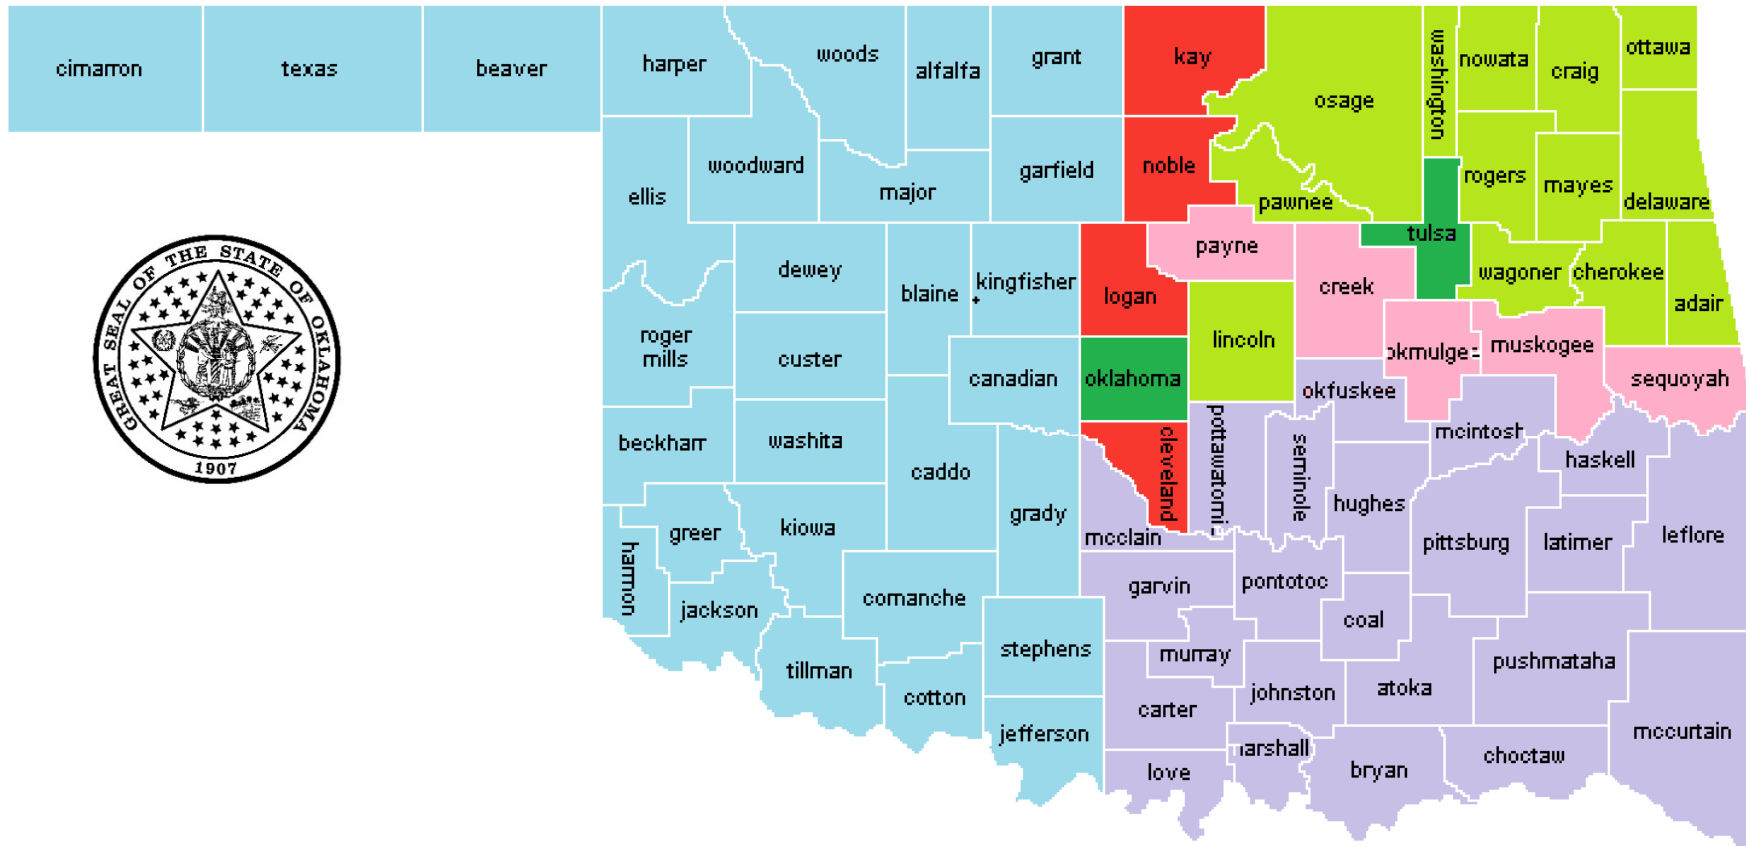 cimarron
texas
beaver
harper
woods
alfalfa
grant
kay
osage
washington
nowata
craig
ottawa
ellis
woodward
major
garfield
noble
pawnee
rogers
mayes
delaware
tulsa
GREAT SEAL OF THE STATE OF OKLAHOMA
1907
roger
mills
dewey
blaine
kingfisher
logan
payne
creek
wagoner
cherokee
adair
custer
canadian
oklahoma
lincoln
okmulge
muskogee
sequoyah
beckham
washita
caddo
grady
cleveland
pottawatomi
seminole
okfuskee
mcintosh
haskell
hughes
harmon
greer
kiowa
mcclain
pittsburg
latimer
leflore
jackson
comanche
garvin
pontotoc
coal
tillman
cotton
stephens
murray
johnston
atoka
pushmataha
jefferson
carter
love
marshall
bryan
choctaw
mccurtain